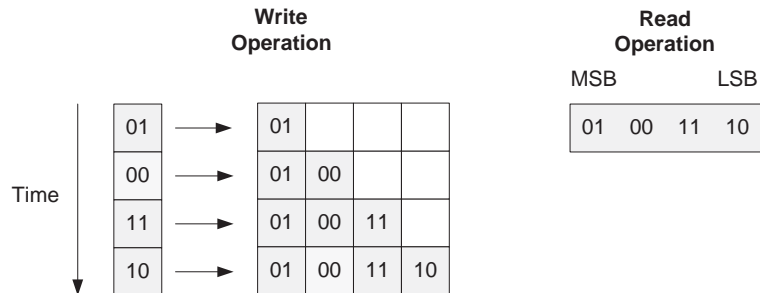 Write
Operation
Read
Operation
MSB LSB
01 00 11 10
Time
01 01
00 01 00
11 01 00 11
10 01 00 11 10